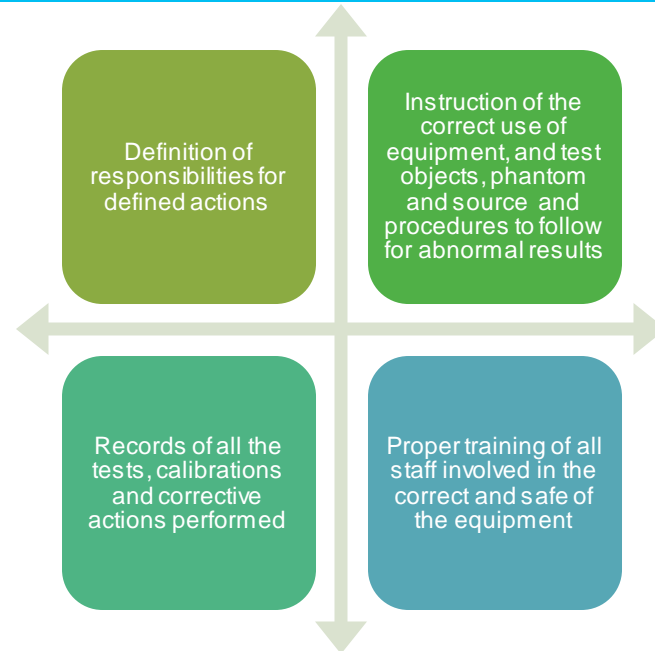 Definition of
responsibilities for
defined actions
Instruction of the
correct use of
equipment, and test
objects, phantom
and source and
procedures to follow
for abnormal results
Records of all the
tests, calibrations
and corrective
actions performed
Proper training of all
staff involved in the
correct and safe of
the equipment